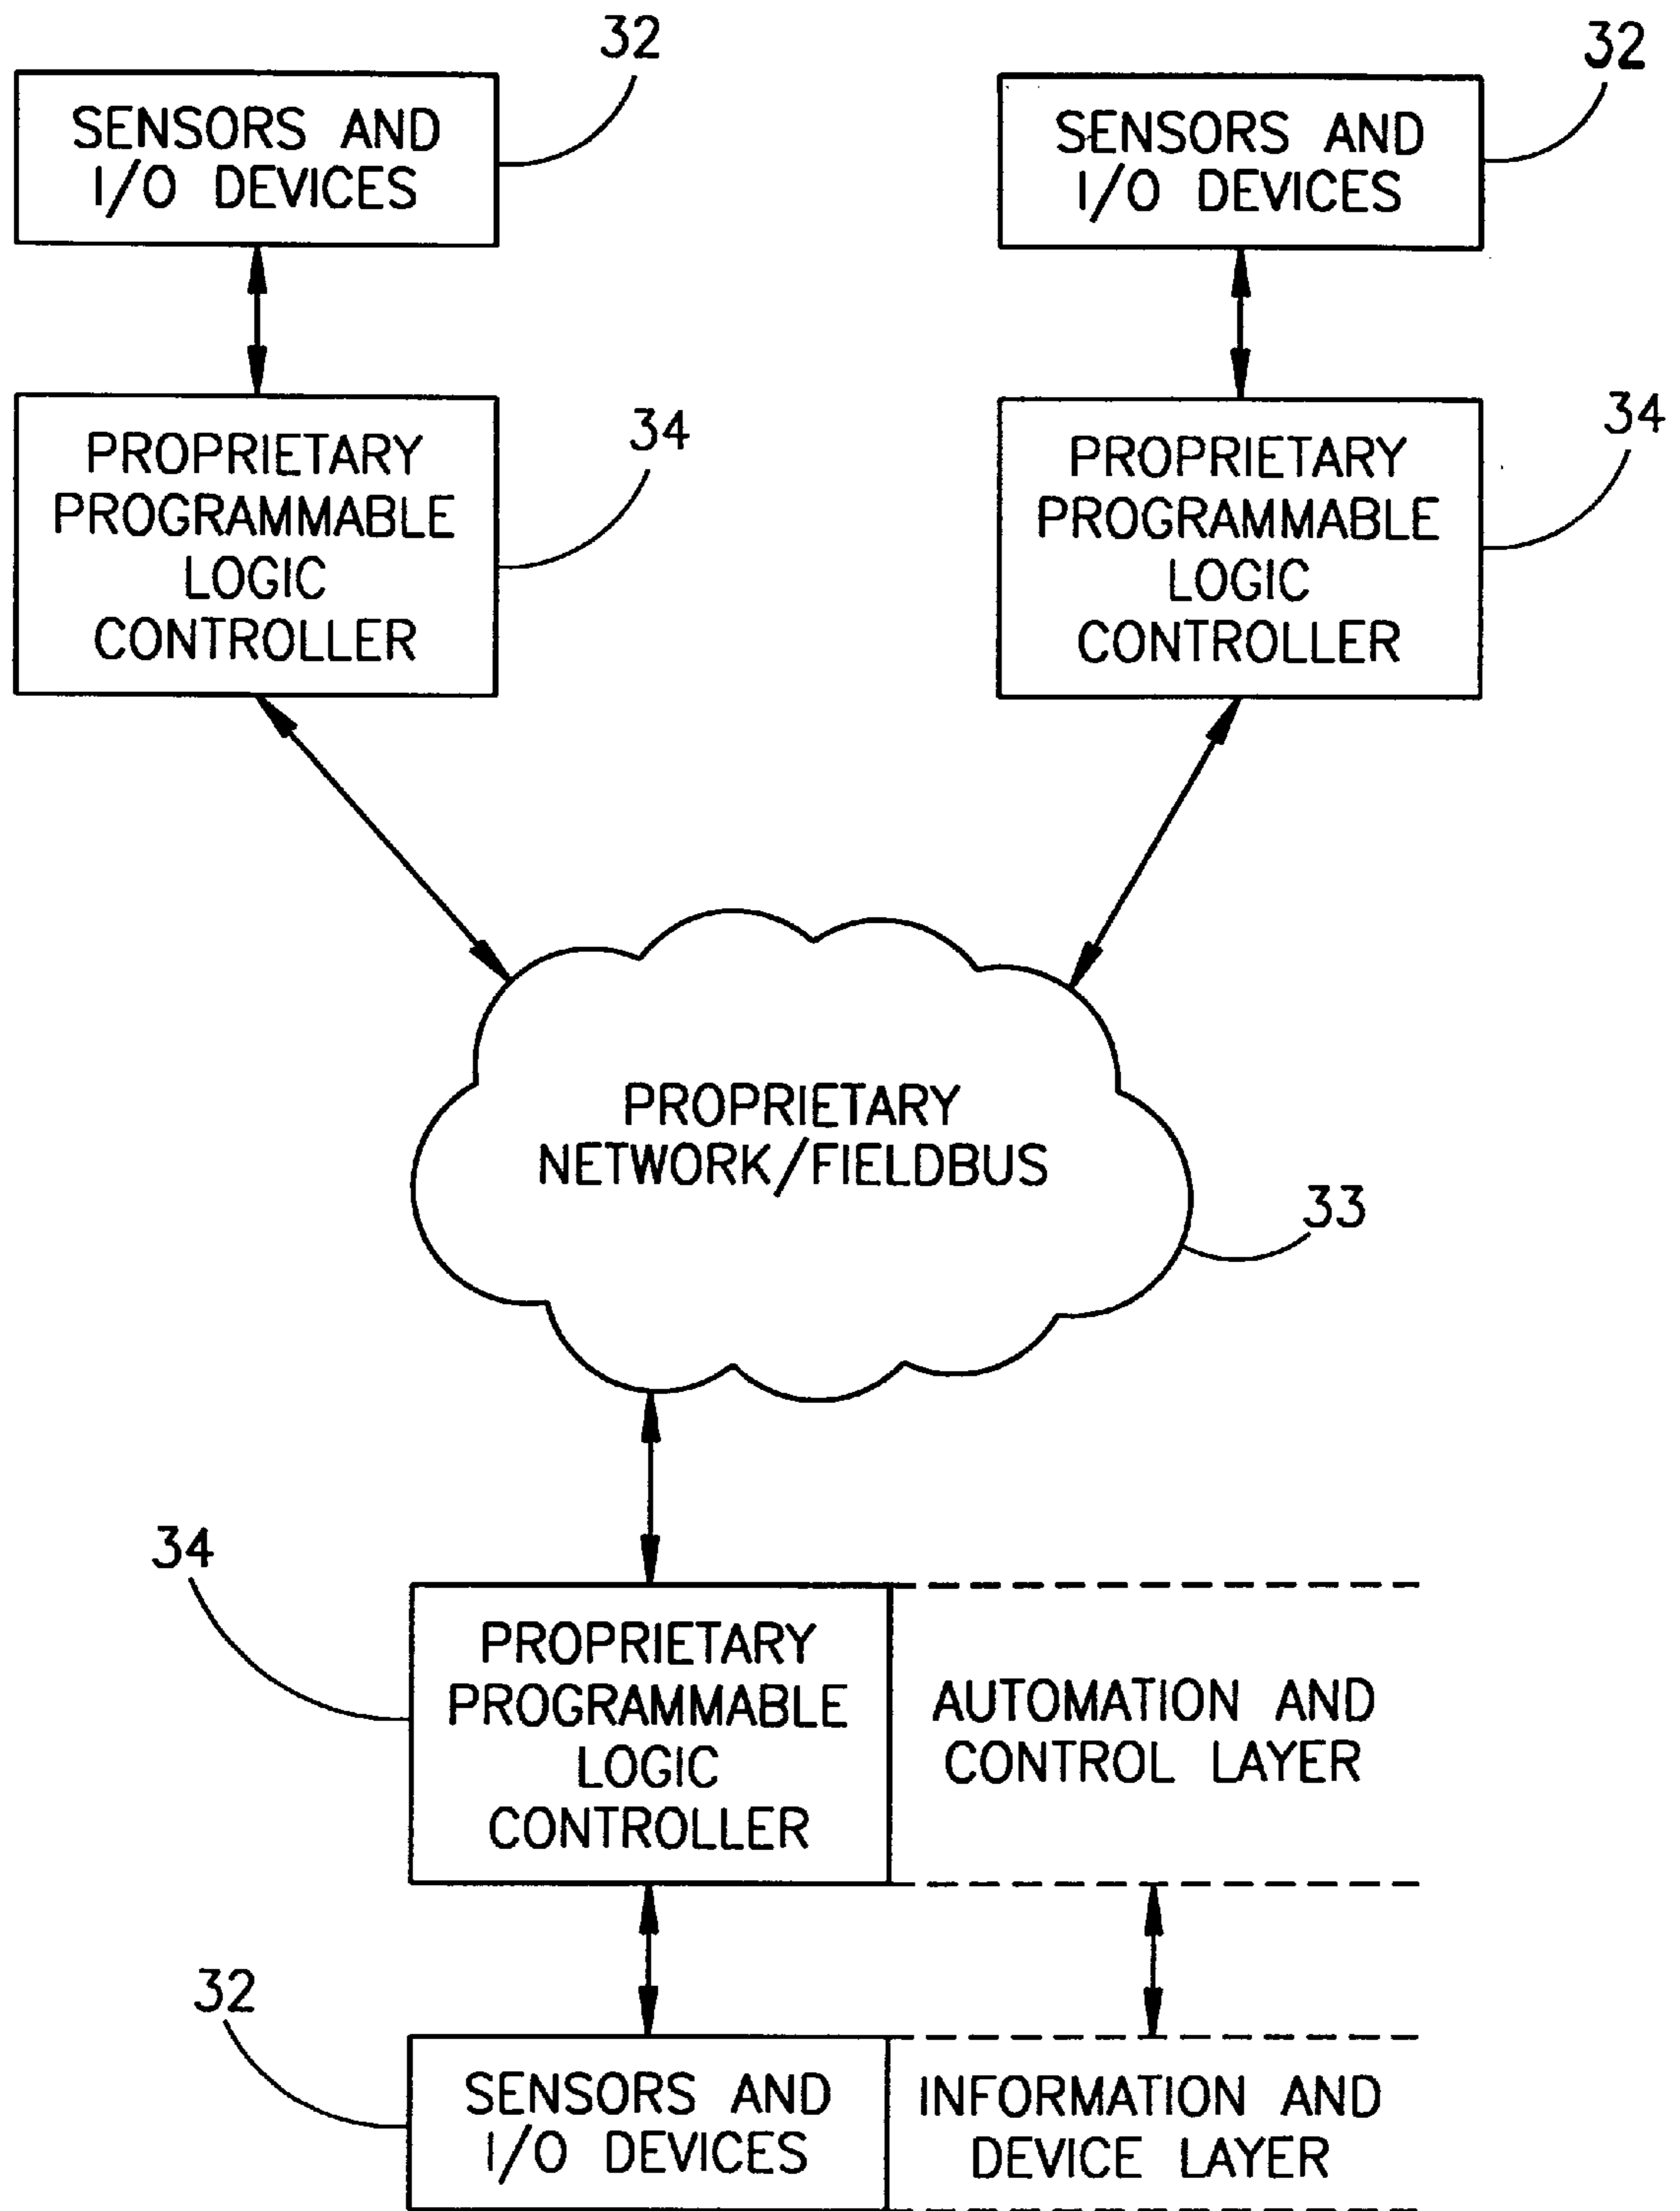 32
32
SENSORS AND
I/O DEVICES
SENSORS AND
I/O DEVICES
34
34
PROPRIETARY
PROGRAMMABLE
LOGIC
CONTROLLER
PROPRIETARY
PROGRAMMABLE
LOGIC
CONTROLLER
PROPRIETARY
NETWORK/FIELDBUS
33
34
PROPRIETARY
PROGRAMMABLE
LOGIC
CONTROLLER
AUTOMATION AND
CONTROL LAYER
32
SENSORS AND
I/O DEVICES
INFORMATION AND
DEVICE LAYER